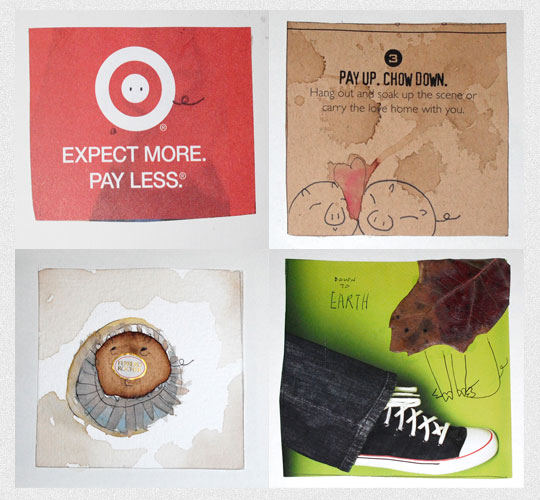 EXPECT MORE.
PAY LESS.®
3
PAY UP. CHOW DOWN.
Hang out and soak up the scene or
carry the love home with you.
DOWN
TO
EARTH